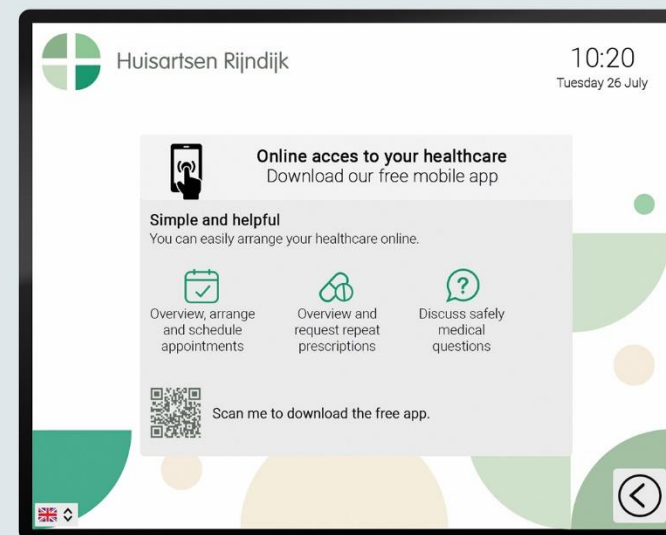 Huisartsen Rijndijk
10:20
Tuesday 26 July
Online acces to your healthcare
Download our free mobile app
Simple and helpful
You can easily arrange your healthcare online.
Overview, arrange
and schedule
appointments
Overview and
request repeat
prescriptions
Discuss safely
medical
questions
Scan me to download the free app.